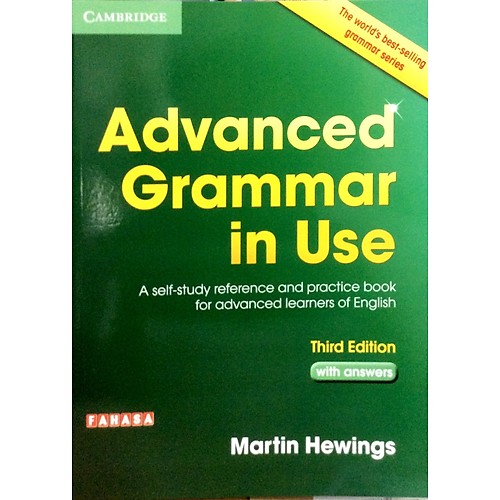 CAMBRIDGE
The world's best-selling
grammar series
Advanced
Grammar
in Use
A self-study reference and practice book
for advanced learners of English
Third Edition
with answers
FAHASA
Martin Hewings